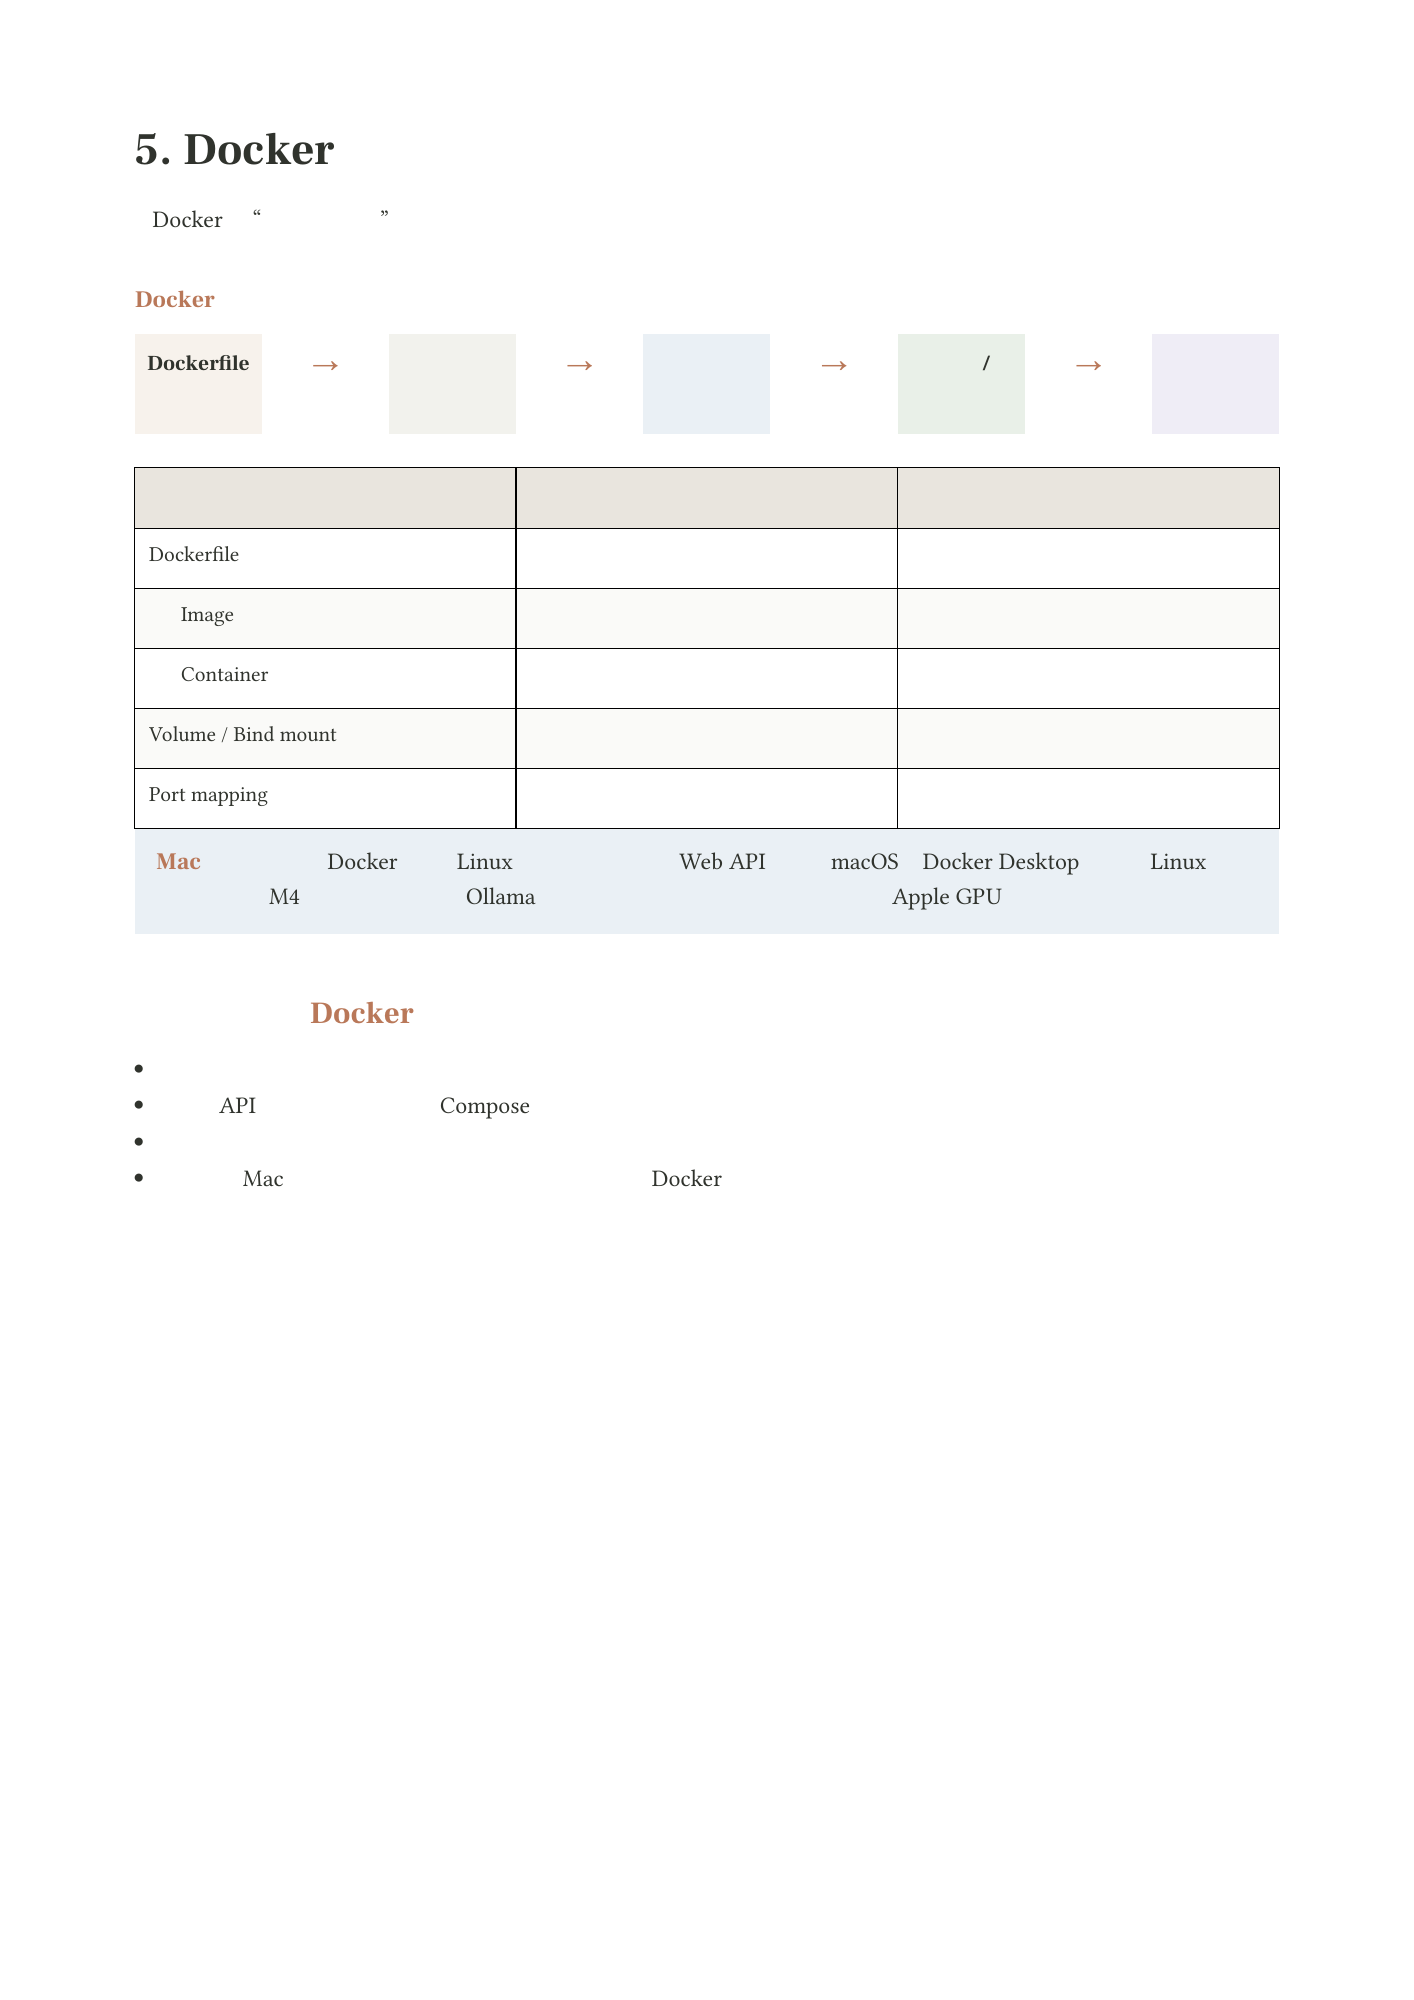 5. Docker
Docker “ ”
Docker
Dockerfile → → → / →
Dockerfile
Image
Container
Volume / Bind mount
Port mapping
Mac Docker Linux Web API macOS Docker Desktop Linux
M4 Ollama Apple GPU
Docker
•
• API Compose
•
• Mac Docker